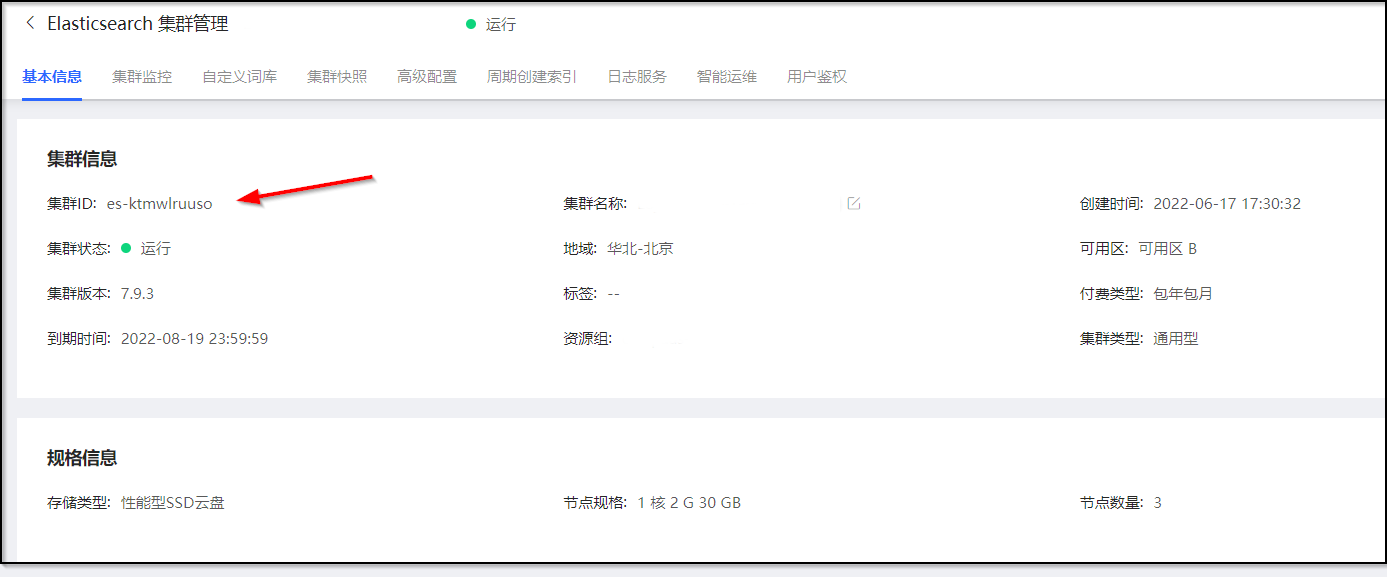 Elasticsearch 集群管理 运行
基本信息 集群监控 自定义词库 集群快照 高级配置 周期创建索引 日志服务 智能运维 用户鉴权
集群信息
集群ID: es-ktmwlruuso 集群名称: 创建时间: 2022-06-17 17:30:32
集群状态: 运行 地域: 华北-北京 可用区: 可用区 B
集群版本: 7.9.3 标签: -- 付费类型: 包年包月
到期时间: 2022-08-19 23:59:59 资源组: 集群类型: 通用型
规格信息
存储类型: 性能型SSD云盘 节点规格: 1 核 2 G 30 GB 节点数量: 3